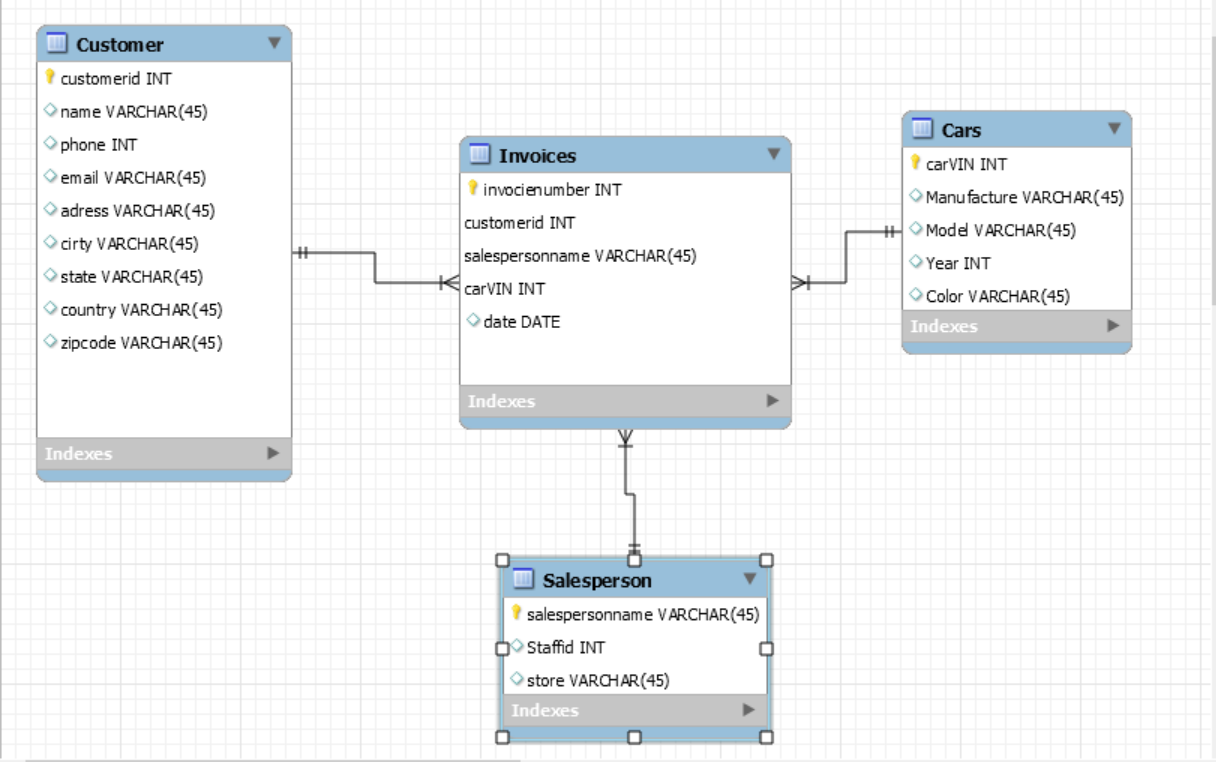 Customer
customerid INT
name VARCHAR(45)
phone INT
email VARCHAR(45)
adress VARCHAR(45)
cirty VARCHAR(45)
state VARCHAR(45)
country VARCHAR(45)
zipcode VARCHAR(45)
Indexes
Invoices
invocienumber INT
customerid INT
salespersonname VARCHAR(45)
carVIN INT
date DATE
Indexes
Cars
carVIN INT
Manufacture VARCHAR(45)
Model VARCHAR(45)
Year INT
Color VARCHAR(45)
Indexes
Salesperson
salespersonname VARCHAR(45)
Staffid INT
store VARCHAR(45)
Indexes